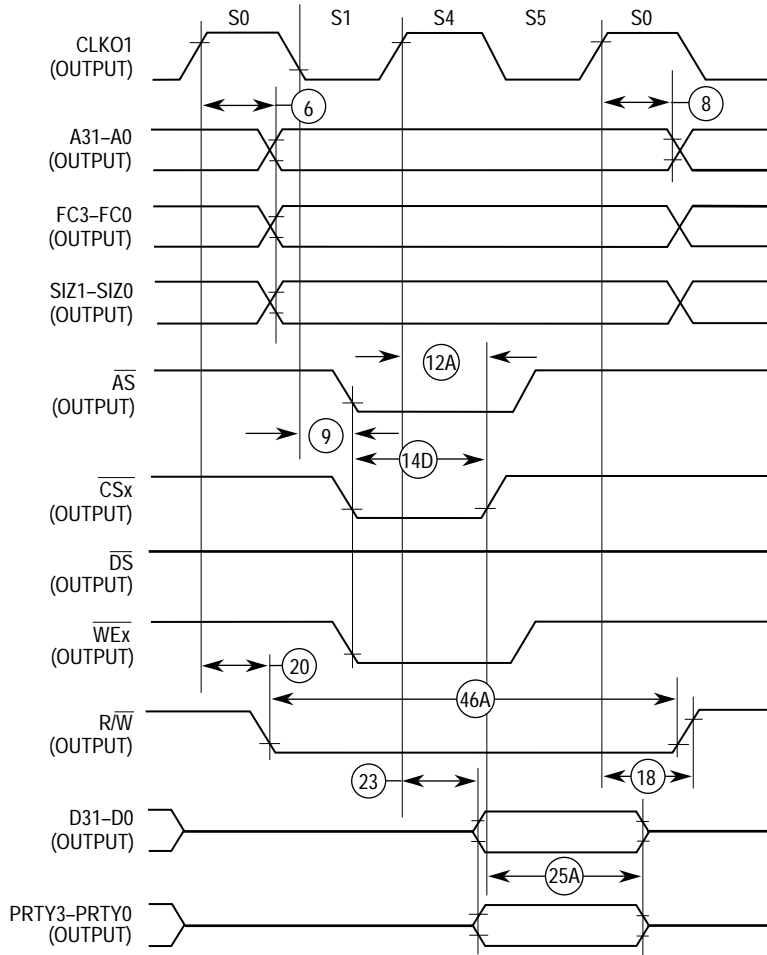 S0 S1 S4 S5 S0
CLKO1
(OUTPUT)
6
8
A31–A0
(OUTPUT)
FC3–FC0
(OUTPUT)
SIZ1–SIZ0
(OUTPUT)
12A
AS
(OUTPUT)
9
14D
CSx
(OUTPUT)
DS
(OUTPUT)
WEx
(OUTPUT)
20
46A
R/W
(OUTPUT)
23
18
D31–D0
(OUTPUT)
25A
PRTY3–PRTY0
(OUTPUT)